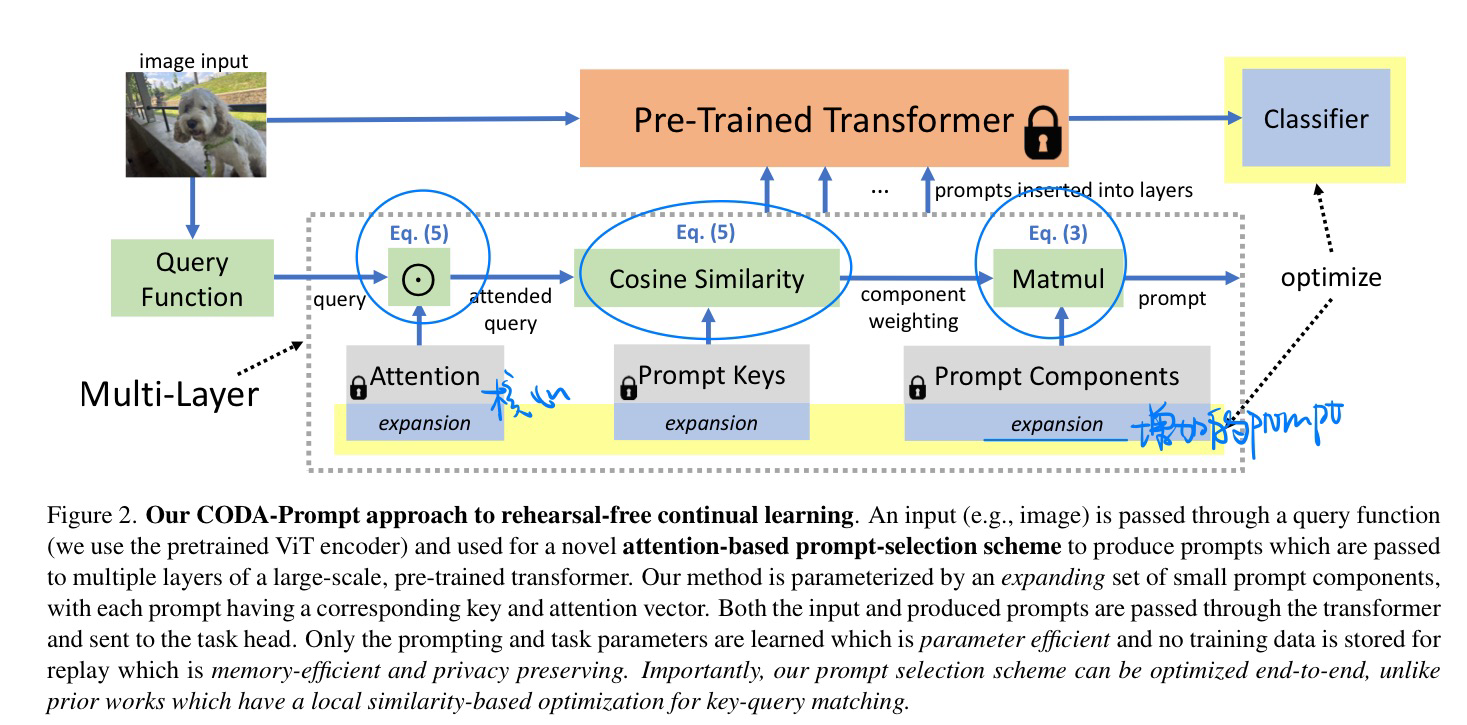 image input
Pre-Trained Transformer
Classifier
... prompts inserted into layers
Eq. (5)
Eq. (5)
Eq. (3)
Query
Function
query
attended
query
Cosine Similarity
component
weighting
Matmul
prompt
optimize
Multi-Layer
Attention
核心
Prompt Keys
Prompt Components
expansion
expansion
expansion
增加的prompt
Figure 2. Our CODA-Prompt approach to rehearsal-free continual learning. An input (e.g., image) is passed through a query function
(we use the pretrained ViT encoder) and used for a novel attention-based prompt-selection scheme to produce prompts which are passed
to multiple layers of a large-scale, pre-trained transformer. Our method is parameterized by an expanding set of small prompt components,
with each prompt having a corresponding key and attention vector. Both the input and produced prompts are passed through the transformer
and sent to the task head. Only the prompting and task parameters are learned which is parameter efficient and no training data is stored for
replay which is memory-efficient and privacy preserving. Importantly, our prompt selection scheme can be optimized end-to-end, unlike
prior works which have a local similarity-based optimization for key-query matching.